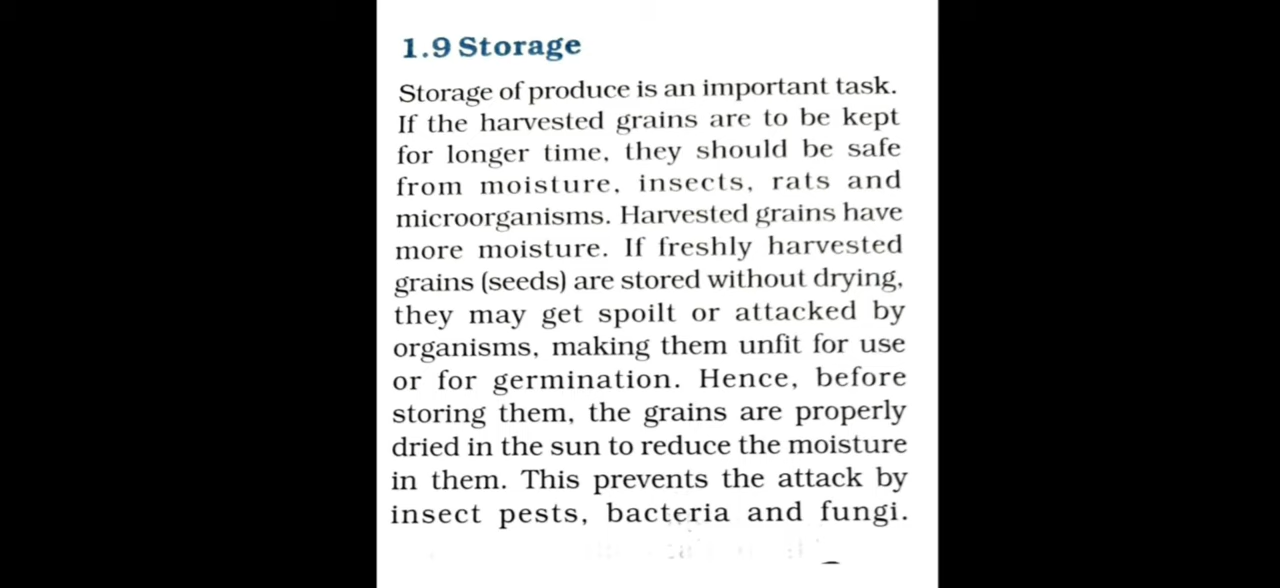 1.9 Storage
Storage of produce is an important task.
If the harvested grains are to be kept
for longer time, they should be safe
from moisture, insects, rats and
microorganisms. Harvested grains have
more moisture. If freshly harvested
grains (seeds) are stored without drying,
they may get spoilt or attacked by
organisms, making them unfit for use
or for germination. Hence, before
storing them, the grains are properly
dried in the sun to reduce the moisture
in them. This prevents the attack by
insect pests, bacteria and fungi.